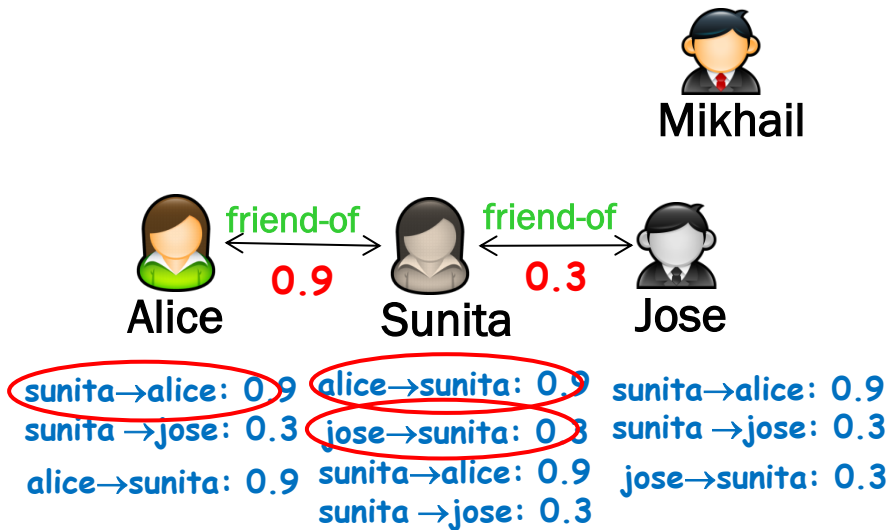 Mikhail
friend-of
friend-of
0.9
0.3
Alice
Sunita
Jose
sunita→alice: 0.9
sunita →jose: 0.3
alice→sunita: 0.9
alice→sunita: 0.9
jose→sunita: 0.3
sunita→alice: 0.9
sunita →jose: 0.3
sunita→alice: 0.9
sunita →jose: 0.3
jose→sunita: 0.3